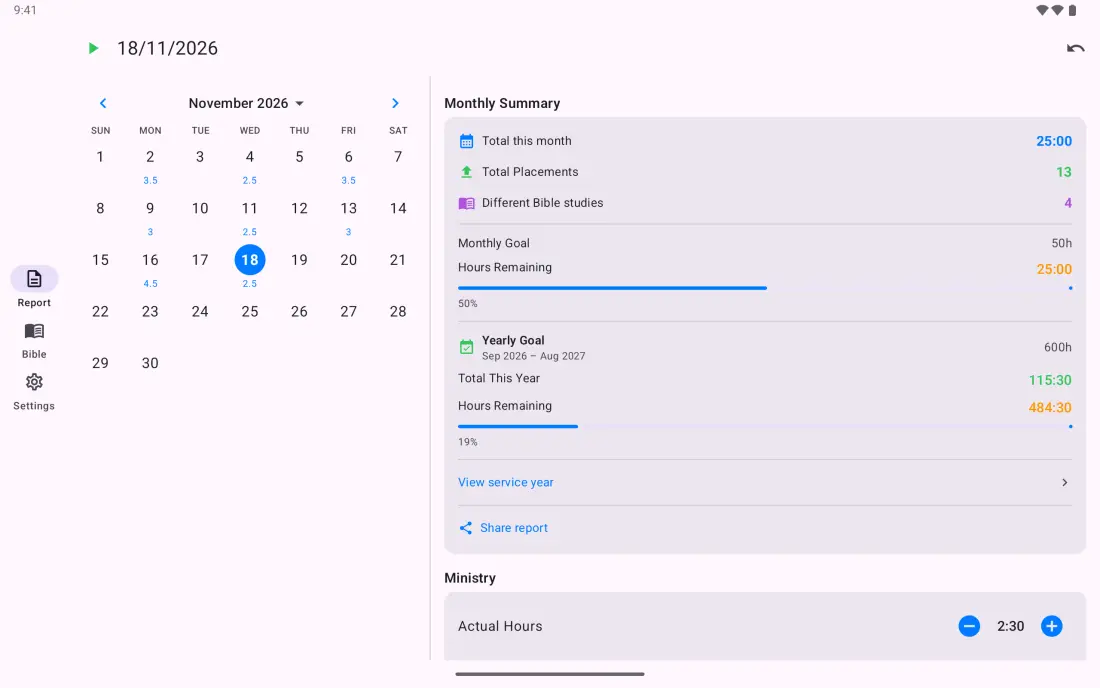 9:41
18/11/2026
November 2026
SUN MON TUE WED THU FRI SAT
1 2 3 4 5 6 7
3.5 2.5 3.5
8 9 10 11 12 13 14
3 2.5 3
15 16 17 18 19 20 21
4.5 2.5
22 23 24 25 26 27 28
29 30
Report
Bible
Settings
Monthly Summary
Total this month 25:00
Total Placements 13
Different Bible studies 4
Monthly Goal 50h
Hours Remaining 25:00
50%
Yearly Goal 600h
Sep 2026 – Aug 2027
Total This Year 115:30
Hours Remaining 484:30
19%
View service year
Share report
Ministry
Actual Hours 2:30